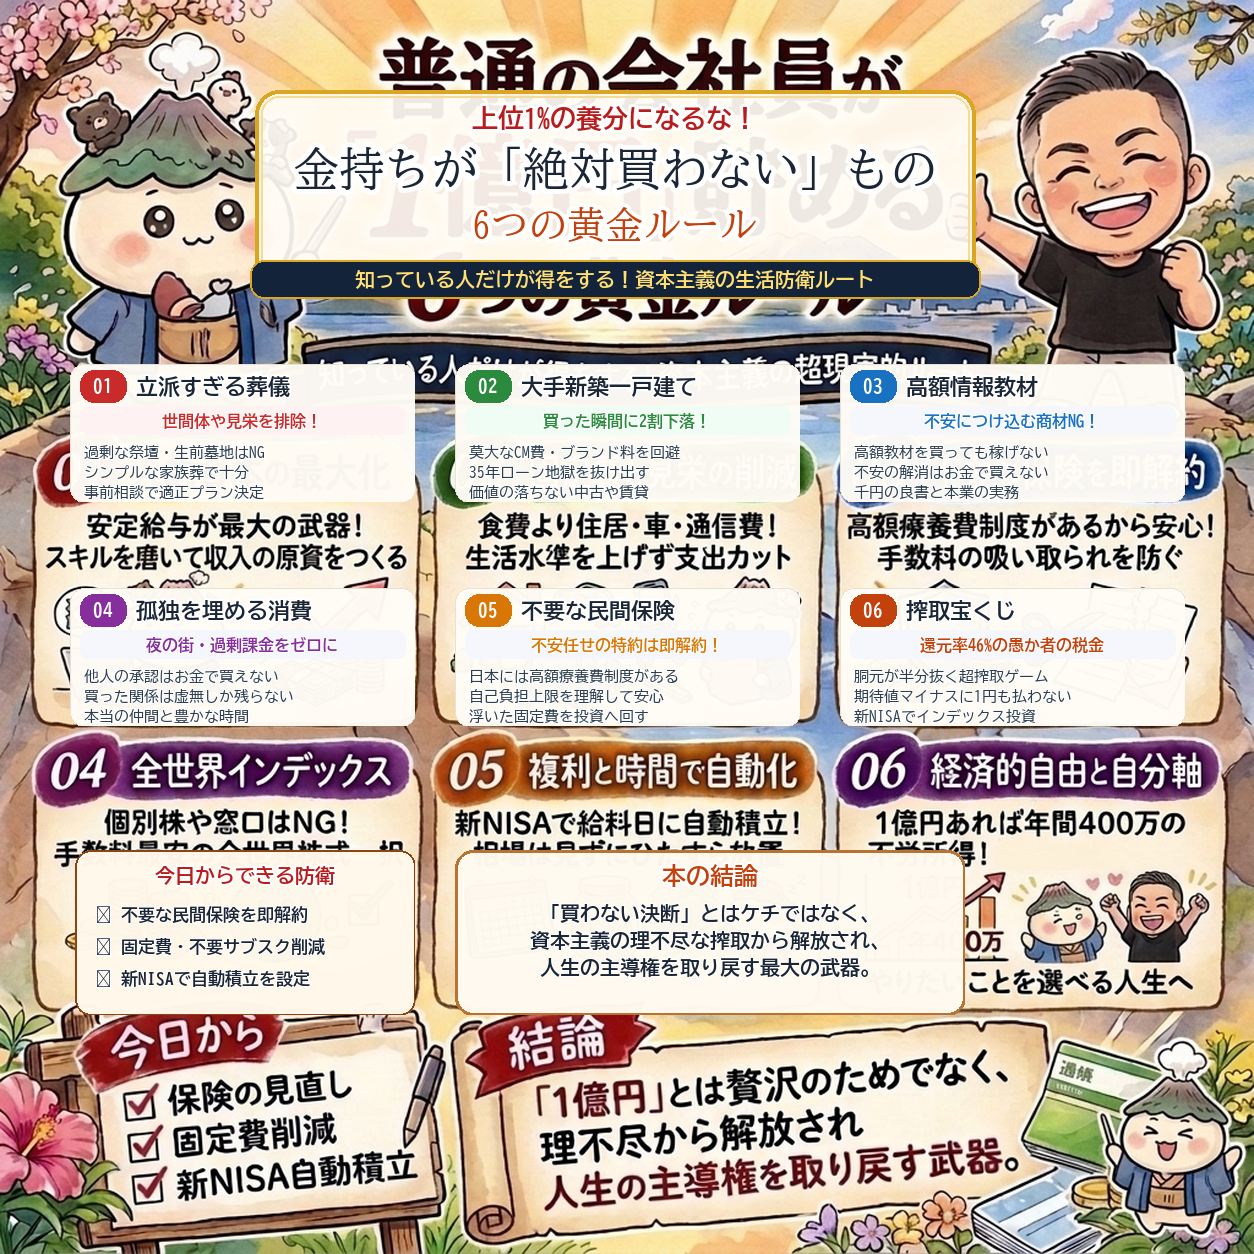 普通の会社員が
上位1%の養分になるな！
金持ちが「絶対買わない」もの
6つの黄金ルール
知っている人だけが得をする！資本主義の生活防衛ルート
6つの黄金ルール
01 立派すぎる葬儀
世間体や見栄を排除！
過剰な祭壇・生前墓地はNG
シンプルな家族葬で十分
事前相談で適正プラン決定
02 大手新築一戸建て
買った瞬間に2割下落！
莫大なCM費・ブランド料を回避
35年ローン地獄を抜け出す
価値の落ちない中古や賃貸
03 高額情報教材
不安につけ込む商材NG！
高額教材を買っても稼げない
不安の解消はお金で買えない
千円の良書と本業の実務
安定給与が最大の武器！
スキルを磨いて収入の原資をつくる
食費より住居・車・通信費！
生活水準を上げず支出カット
高額療養費制度があるから安心！
手数料の吸い取られを防ぐ
04 孤独を埋める消費
夜の街・過剰課金をゼロに
他人の承認はお金で買えない
買った関係は虚無しか残らない
本当の仲間と豊かな時間
05 不要な民間保険
不安任せの特約は即解約！
日本には高額療養費制度がある
自己負担上限を理解して安心
浮いた固定費を投資へ回す
06 搾取宝くじ
還元率46%の愚か者の税金
胴元が半分抜く超搾取ゲーム
期待値マイナスに1円も払わない
新NISAでインデックス投資
04 全世界インデックス
個別株や窓口はNG！
05 複利と時間で自動化
新NISAで給料日に自動積立！
06 経済的自由と自分軸
1億円あれば年間400万の
不労所得！
ことを選べる人生へ
今日からできる防衛
不要な民間保険を即解約
固定費・不要サブスク削減
新NISAで自動積立を設定
本の結論
「買わない決断」とはケチではなく、
資本主義の理不尽な搾取から解放され、
人生の主導権を取り戻す最大の武器。
今日から
保険の見直し
固定費削減
新NISA自動積立
結論
「1億円」とは贅沢のためでなく、
理不尽から解放され
人生の主導権を取り戻す武器。